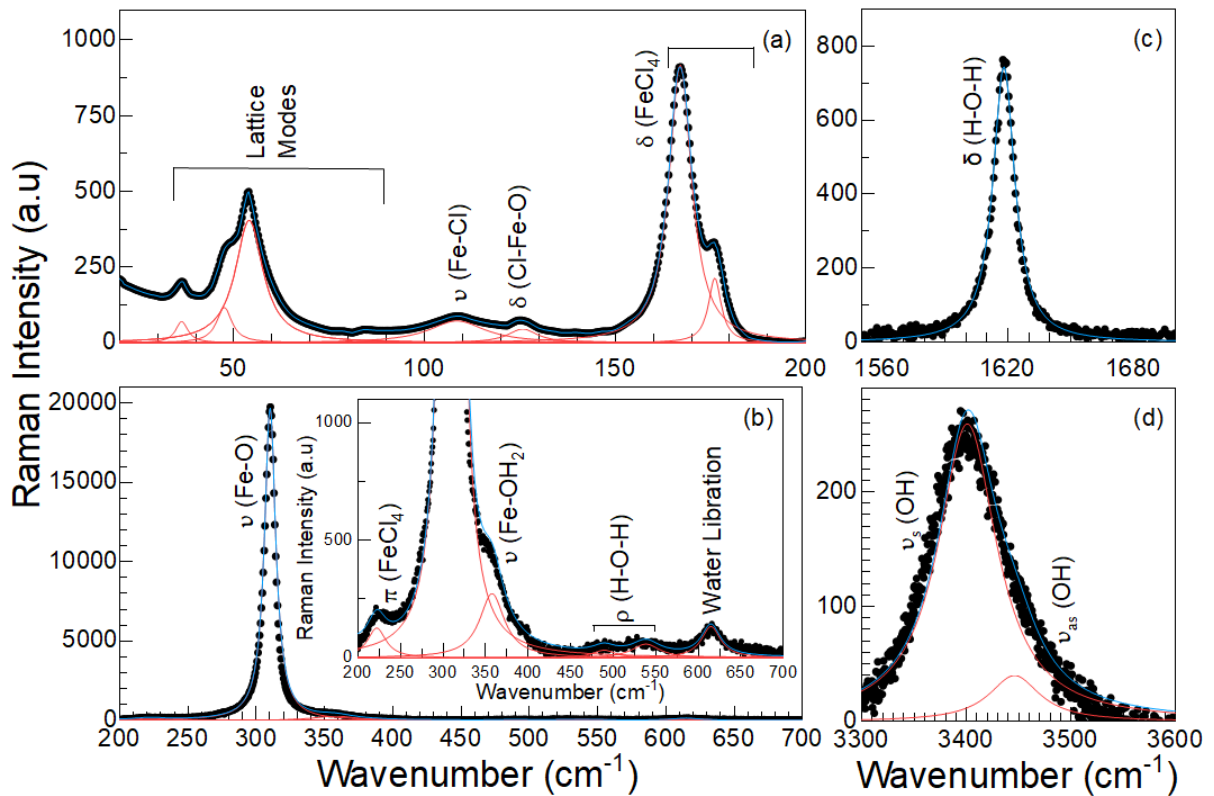 Raman Intensity (a.u)
(a)
1000
750
500
250
0
50
100
150
200
Lattice
Modes
υ (Fe-Cl)
δ (Cl-Fe-O)
δ (FeCl4)
(c)
800
600
400
200
0
1560
1620
1680
δ (H-O-H)
(b)
20000
15000
10000
5000
0
200
250
300
350
400
450
500
550
600
650
700
υ (Fe-O)
Raman Intensity (a.u)
1000
500
0
200 250 300 350 400 450 500 550 600 650 700
Wavenumber (cm-1)
π (FeCl4)
υ (Fe-OH2)
ρ (H-O-H)
Water Libration
Wavenumber (cm-1)
(d)
200
100
0
3300
3400
3500
3600
υs (OH)
υas (OH)
Wavenumber (cm-1)